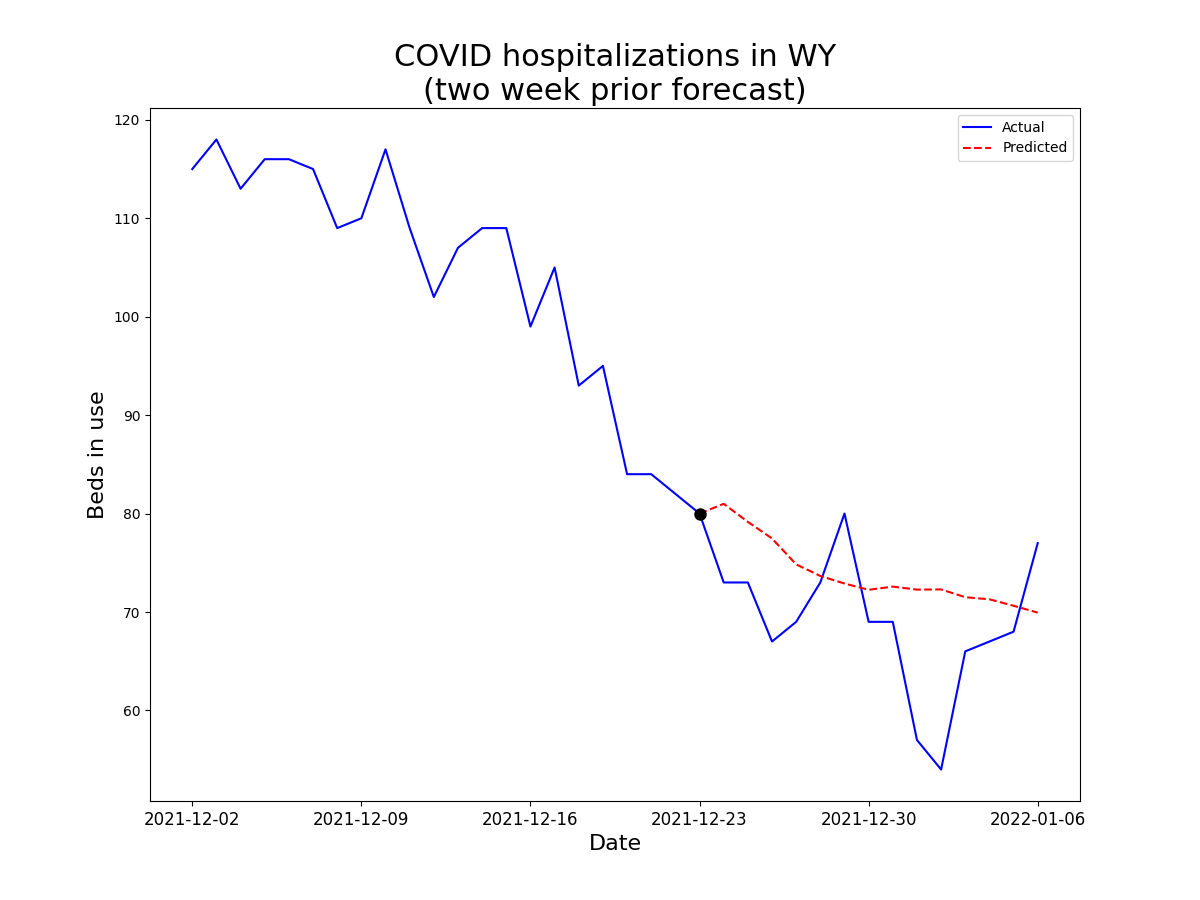 COVID hospitalizations in WY
(two week prior forecast)
Actual
Predicted
120
110
100
90
80
70
60
Beds in use
2021-12-02 2021-12-09 2021-12-16 2021-12-23 2021-12-30 2022-01-06
Date